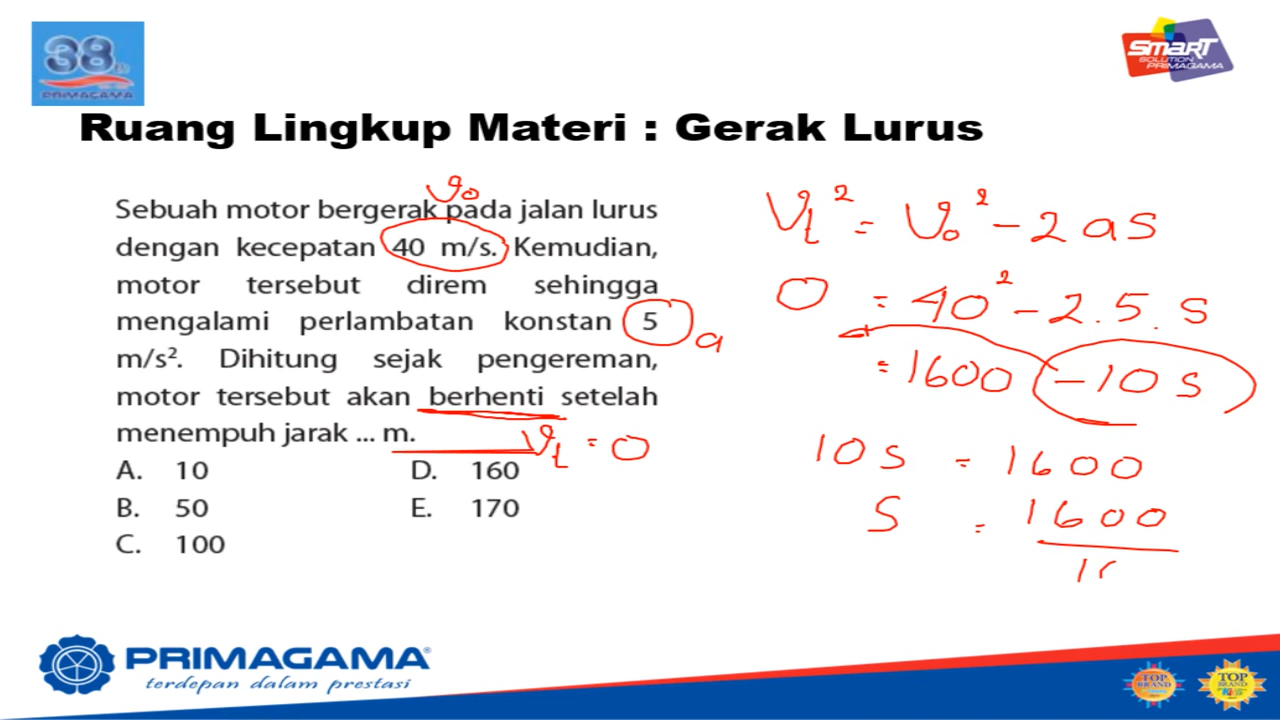 38 th
PRIMAGAMA
SMART
SOLUTION
PRIMAGAMA
Ruang Lingkup Materi : Gerak Lurus
V₀
Sebuah motor bergerak pada jalan lurus
dengan kecepatan 40 m/s. Kemudian,
motor tersebut direm sehingga
mengalami perlambatan konstan 5
a
m/s². Dihitung sejak pengereman,
motor tersebut akan berhenti setelah
menempuh jarak ... m.
Vt = 0
A. 10
B. 50
C. 100
D. 160
E. 170
Vt² = V₀² - 2as
0 = 40² - 2.5.s
= 1600 - 10s
10s = 1600
S = 1600
PRIMAGAMA
terdepan dalam prestasi
TOP
BRAND
TOP
BRAND